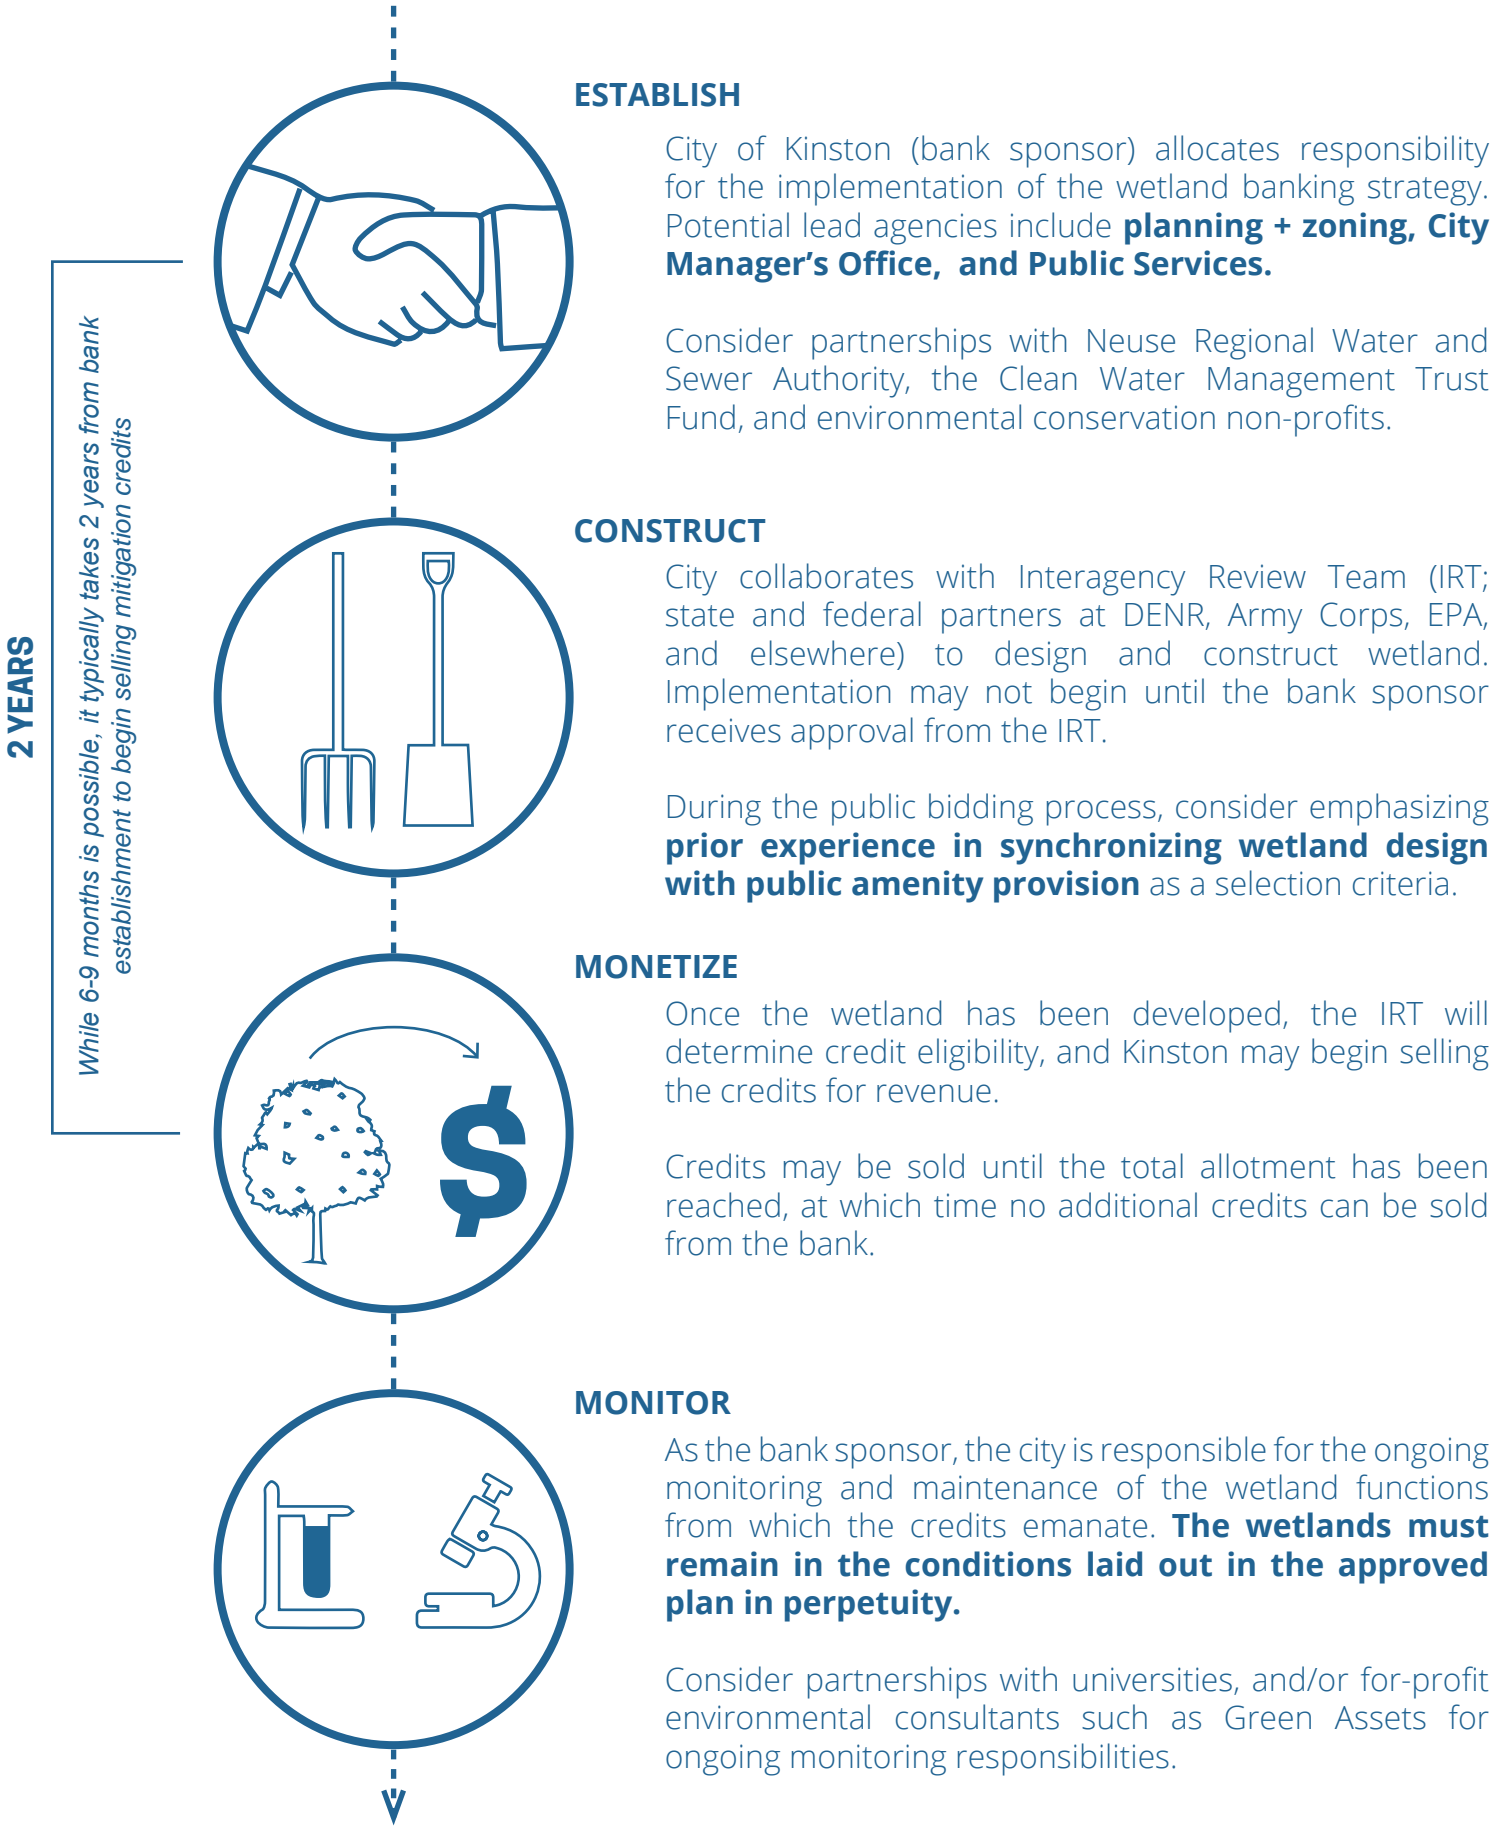 ESTABLISH
City of Kinston (bank sponsor) allocates responsibility
for the implementation of the wetland banking strategy.
Potential lead agencies include planning + zoning, City
Manager’s Office, and Public Services.
Consider partnerships with Neuse Regional Water and
Sewer Authority, the Clean Water Management Trust
Fund, and environmental conservation non-profits.
2 YEARS
While 6-9 months is possible, it typically takes 2 years from bank
establishment to begin selling mitigation credits
CONSTRUCT
City collaborates with Interagency Review Team (IRT;
state and federal partners at DENR, Army Corps, EPA,
and elsewhere) to design and construct wetland.
Implementation may not begin until the bank sponsor
receives approval from the IRT.
During the public bidding process, consider emphasizing
prior experience in synchronizing wetland design
with public amenity provision as a selection criteria.
MONETIZE
Once the wetland has been developed, the IRT will
determine credit eligibility, and Kinston may begin selling
the credits for revenue.
Credits may be sold until the total allotment has been
reached, at which time no additional credits can be sold
from the bank.
$
MONITOR
As the bank sponsor, the city is responsible for the ongoing
monitoring and maintenance of the wetland functions
from which the credits emanate. The wetlands must
remain in the conditions laid out in the approved
plan in perpetuity.
Consider partnerships with universities, and/or for-profit
environmental consultants such as Green Assets for
ongoing monitoring responsibilities.